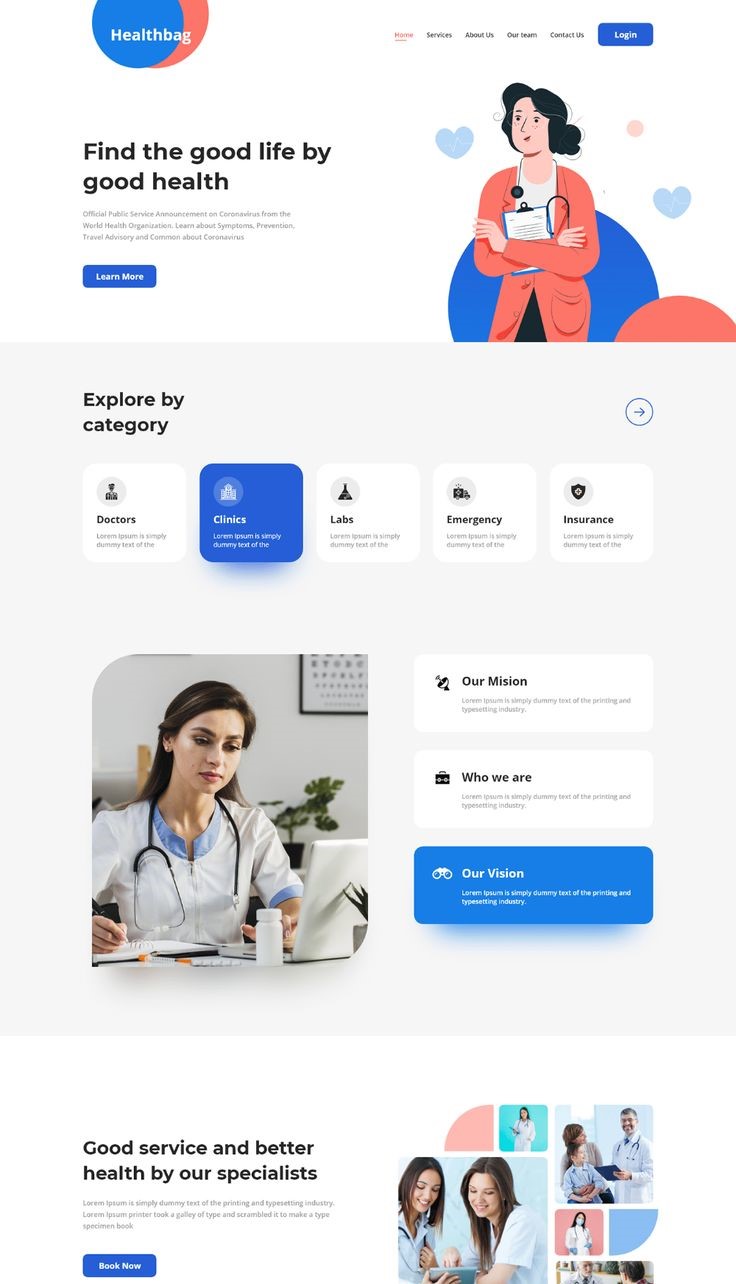 Healthbag
Home Services About Us Our team Contact Us Login
Find the good life by
good health
Official Public Service Announcement on Coronavirus from the
World Health Organization. Learn about Symptoms, Prevention,
Travel Advisory and Common about Coronavirus
Learn More
Explore by
category
Doctors
Lorem Ipsum is simply
dummy text of the
Clinics
Lorem Ipsum is simply
dummy text of the
Labs
Lorem Ipsum is simply
dummy text of the
Emergency
Lorem Ipsum is simply
dummy text of the
Insurance
Lorem Ipsum is simply
dummy text of the
Our Mision
Lorem Ipsum is simply dummy text of the printing and
typesetting industry.
Who we are
Lorem Ipsum is simply dummy text of the printing and
typesetting industry.
Our Vision
Lorem Ipsum is simply dummy text of the printing and
typesetting industry.
Good service and better
health by our specialists
Lorem Ipsum is simply dummy text of the printing and typesetting industry.
Lorem Ipsum printer took a galley of type and scrambled it to make a type
specimen book
Book Now